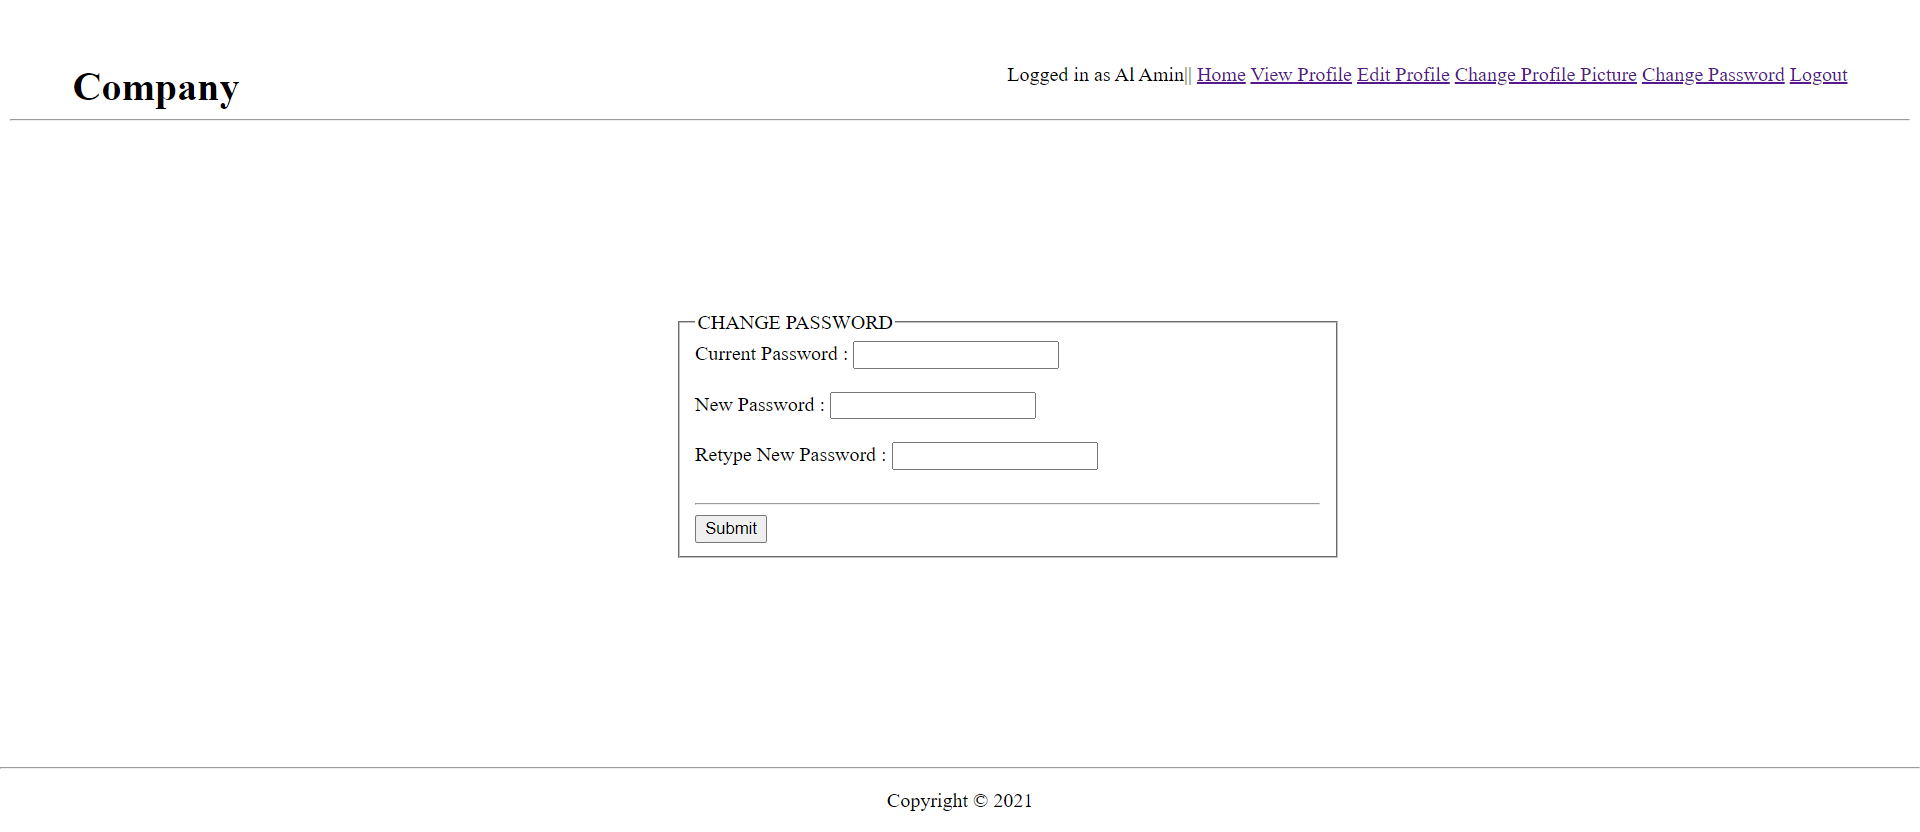 Company
Logged in as Al Amin|| Home View Profile Edit Profile Change Profile Picture Change Password Logout
CHANGE PASSWORD
Current Password :
New Password :
Retype New Password :
Submit
Copyright © 2021